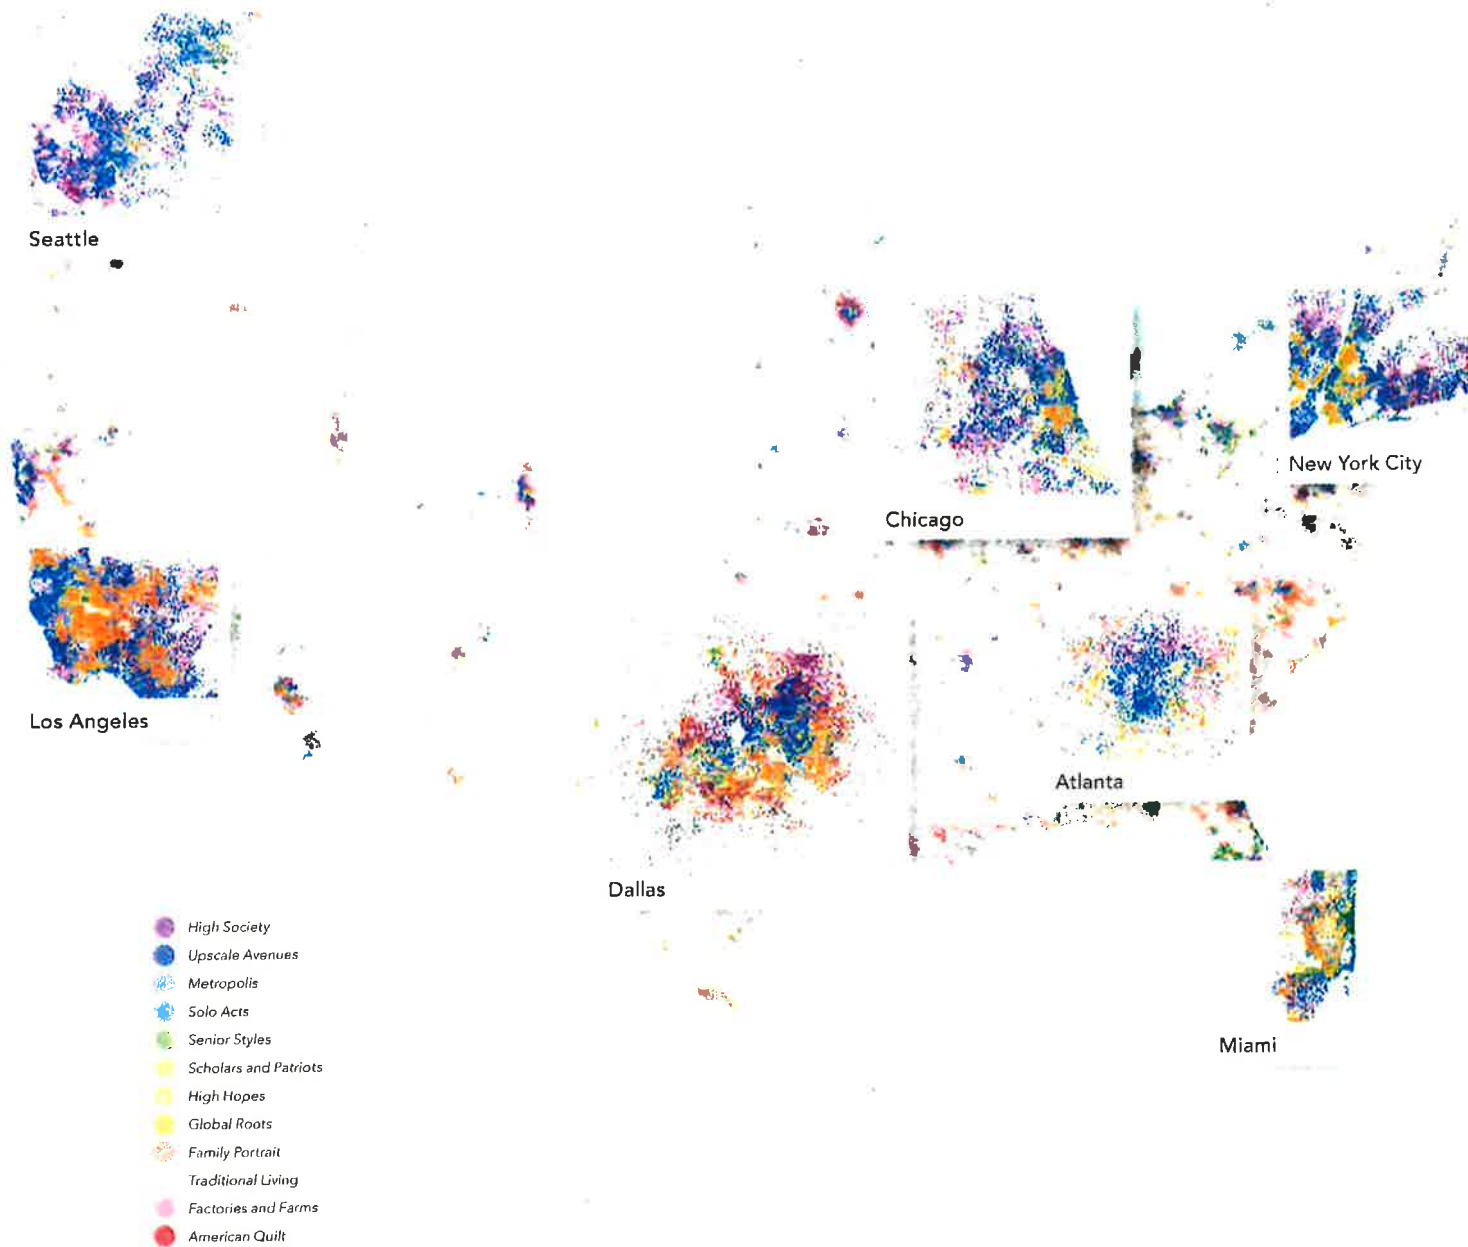 Seattle
New York City
Chicago
Los Angeles
Atlanta
Dallas
Miami
High Society
Upscale Avenues
Metropolis
Solo Acts
Senior Styles
Scholars and Patriots
High Hopes
Global Roots
Family Portrait
Traditional Living
Factories and Farms
American Quilt